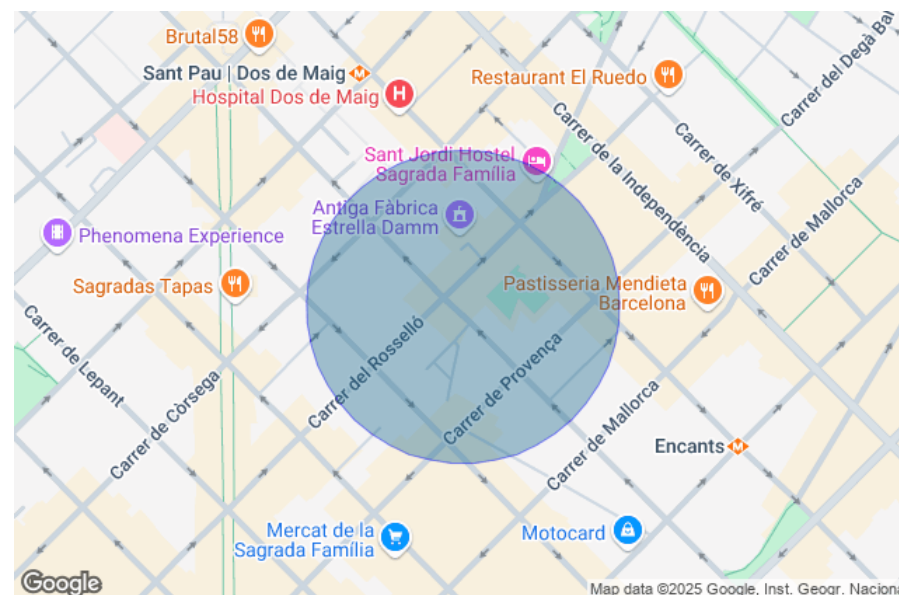 Brutal58
Sant Pau | Dos de Maig
Hospital Dos de Maig
H
Restaurant El Ruedo
Carrer del Degà Bai
Carrer de la Independència
Carrer de Xifré
Carrer de Mallorca
Sant Jordi Hostel
Sagrada Família
Antiga Fàbrica
Estrella Damm
Phenomena Experience
Sagradas Tapas
Pastisseria Mendieta
Barcelona
Carrer de Lepant
Carrer de Còrsega
Carrer del Rosselló
Carrer de Provença
Carrer de Mallorca
Encants
Mercat de la
Sagrada Família
Motocard
Google
Map data ©2025 Google, Inst. Geogr. Naciona